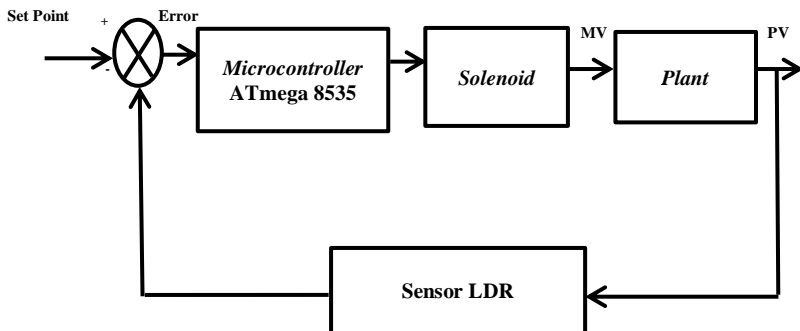 Set Point
+
Error
-
Microcontroller
ATmega 8535
Solenoid
MV
Plant
PV
Sensor LDR